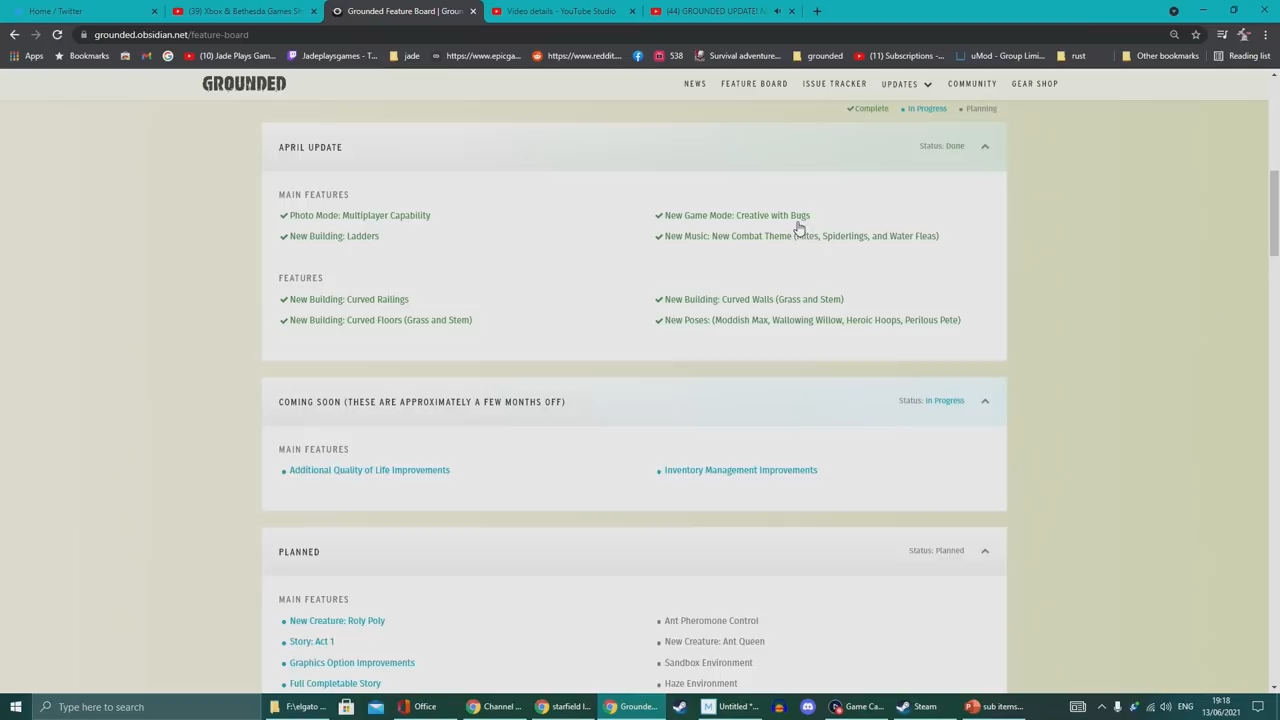 Home / Twitter
(39) Xbox & Bethesda Games Sh
Grounded Feature Board | Groun
Video details - YouTube Studio
(44) GROUNDED UPDATE! N
grounded.obsidian.net/feature-board
Apps
Bookmarks
(10) Jade Plays Gam...
Jadeplaysgames - T...
jade
https://www.epicga...
https://www.reddit....
538
Survival adventure...
grounded
(11) Subscription-B...
uMod - Group Limi...
rust
Other bookmarks
Reading list
GROUNDED
NEWS
FEATURE BOARD
ISSUE TRACKER
UPDATES
COMMUNITY
GEAR SHOP
Complete
In Progress
Planning
APRIL UPDATE
Status: Done
MAIN FEATURES
Photo Mode: Multiplayer Capability
New Game Mode: Creative with Bugs
New Building: Ladders
New Music: New Combat Theme Spiderlings, and Water Fleas)
FEATURES
New Building: Curved Railings
New Building: Curved Walls (Grass and Stem)
New Building: Curved Floors (Grass and Stem)
New Poses: (Moddish Max, Wallowing Willow, Heroic Hoops, Perilous Pete)
COMING SOON (THESE ARE APPROXIMATELY A FEW MONTHS OFF)
Status: In Progress
MAIN FEATURES
Additional Quality of Life Improvements
Inventory Management Improvements
PLANNED
Status: Planned
MAIN FEATURES
New Creature: Roly Poly
Ant Pheromone Control
Story: Act 1
New Creature: Ant Queen
Graphics Option Improvements
Sandbox Environment
Full Completable Story
Haze Environment
Type here to search
F:\elgato
Office
Channel ...
starfield l...
Grounde...
Untitled "...
Game Ca...
Steam
sub items...
ENG
19:18
13/06/2021